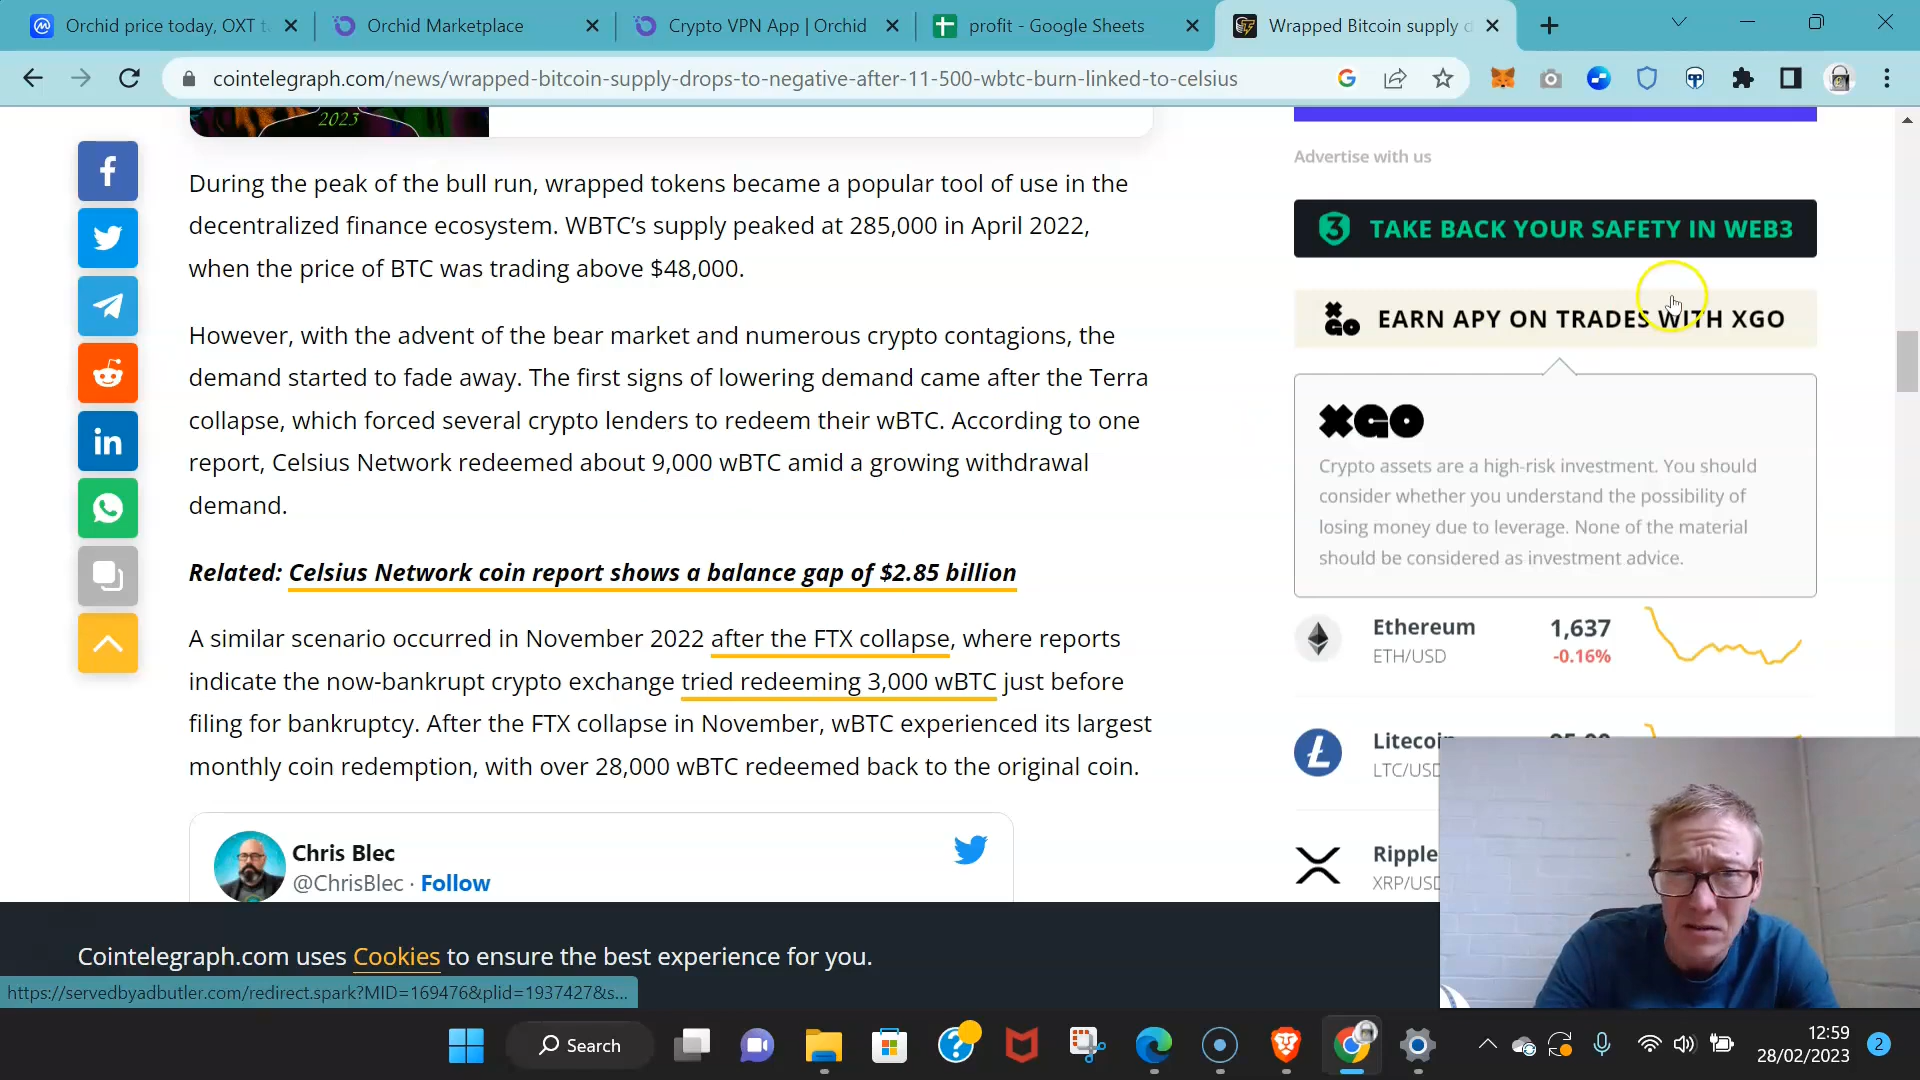 Orchid price today, OXT t
Orchid Marketplace
Crypto VPN App | Orchid
profit - Google Sheets
Wrapped Bitcoin supply d
cointelegraph.com/news/wrapped-bitcoin-supply-drops-to-negative-after-11-500-wbtc-burn-linked-to-celsius
2023
During the peak of the bull run, wrapped tokens became a popular tool of use in the
decentralized finance ecosystem. WBTC’s supply peaked at 285,000 in April 2022,
when the price of BTC was trading above $48,000.
However, with the advent of the bear market and numerous crypto contagions, the
demand started to fade away. The first signs of lowering demand came after the Terra
collapse, which forced several crypto lenders to redeem their wBTC. According to one
report, Celsius Network redeemed about 9,000 wBTC amid a growing withdrawal
demand.
Related: Celsius Network coin report shows a balance gap of $2.85 billion
A similar scenario occurred in November 2022 after the FTX collapse, where reports
indicate the now-bankrupt crypto exchange tried redeeming 3,000 wBTC just before
filing for bankruptcy. After the FTX collapse in November, wBTC experienced its largest
monthly coin redemption, with over 28,000 wBTC redeemed back to the original coin.
Chris Blec
@ChrisBlec · Follow
Advertise with us
3 TAKE BACK YOUR SAFETY IN WEB3
XGO EARN APY ON TRADES WITH XGO
XGO
Crypto assets are a high-risk investment. You should
consider whether you understand the possibility of
losing money due to leverage. None of the material
should be considered as investment advice.
Ethereum 1,637
ETH/USD -0.16%
Litecoin
LTC/USD
Ripple
XRP/USD
Cointelegraph.com uses Cookies to ensure the best experience for you.
https://servedbyadbutler.com/redirect.spark?MID=169476&plid=1937427&s...
Search
12:59
28/02/2023
2